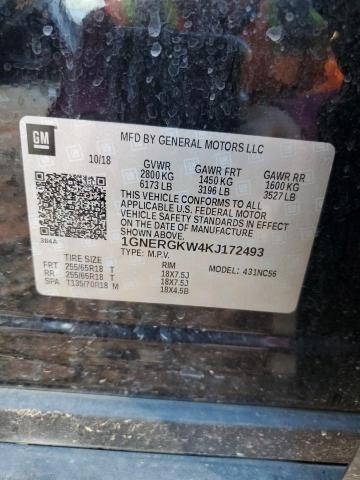 GM
MFD BY GENERAL MOTORS LLC
10/18 GVWR GAWR FRT GAWR RR
2800 KG 1450 KG 1600 KG
6173 LB 3196 LB 3527 LB
THIS VEHICLE CONFORMS TO ALL
APPLICABLE U.S. FEDERAL MOTOR
VEHICLE SAFETY STANDARDS IN EFFECT
ON THE DATE OF MANUFACTURE
SHOWN ABOVE.
384A
1GNERGKW4KJ172493
TYPE: M.P.V. MODEL: 431NC56
TIRE SIZE RIM
FRT 255/65R18 T 18X7.5J
RR 255/65R18 T 18X7.5J
SPA T135/70R18 M 18X4.5B